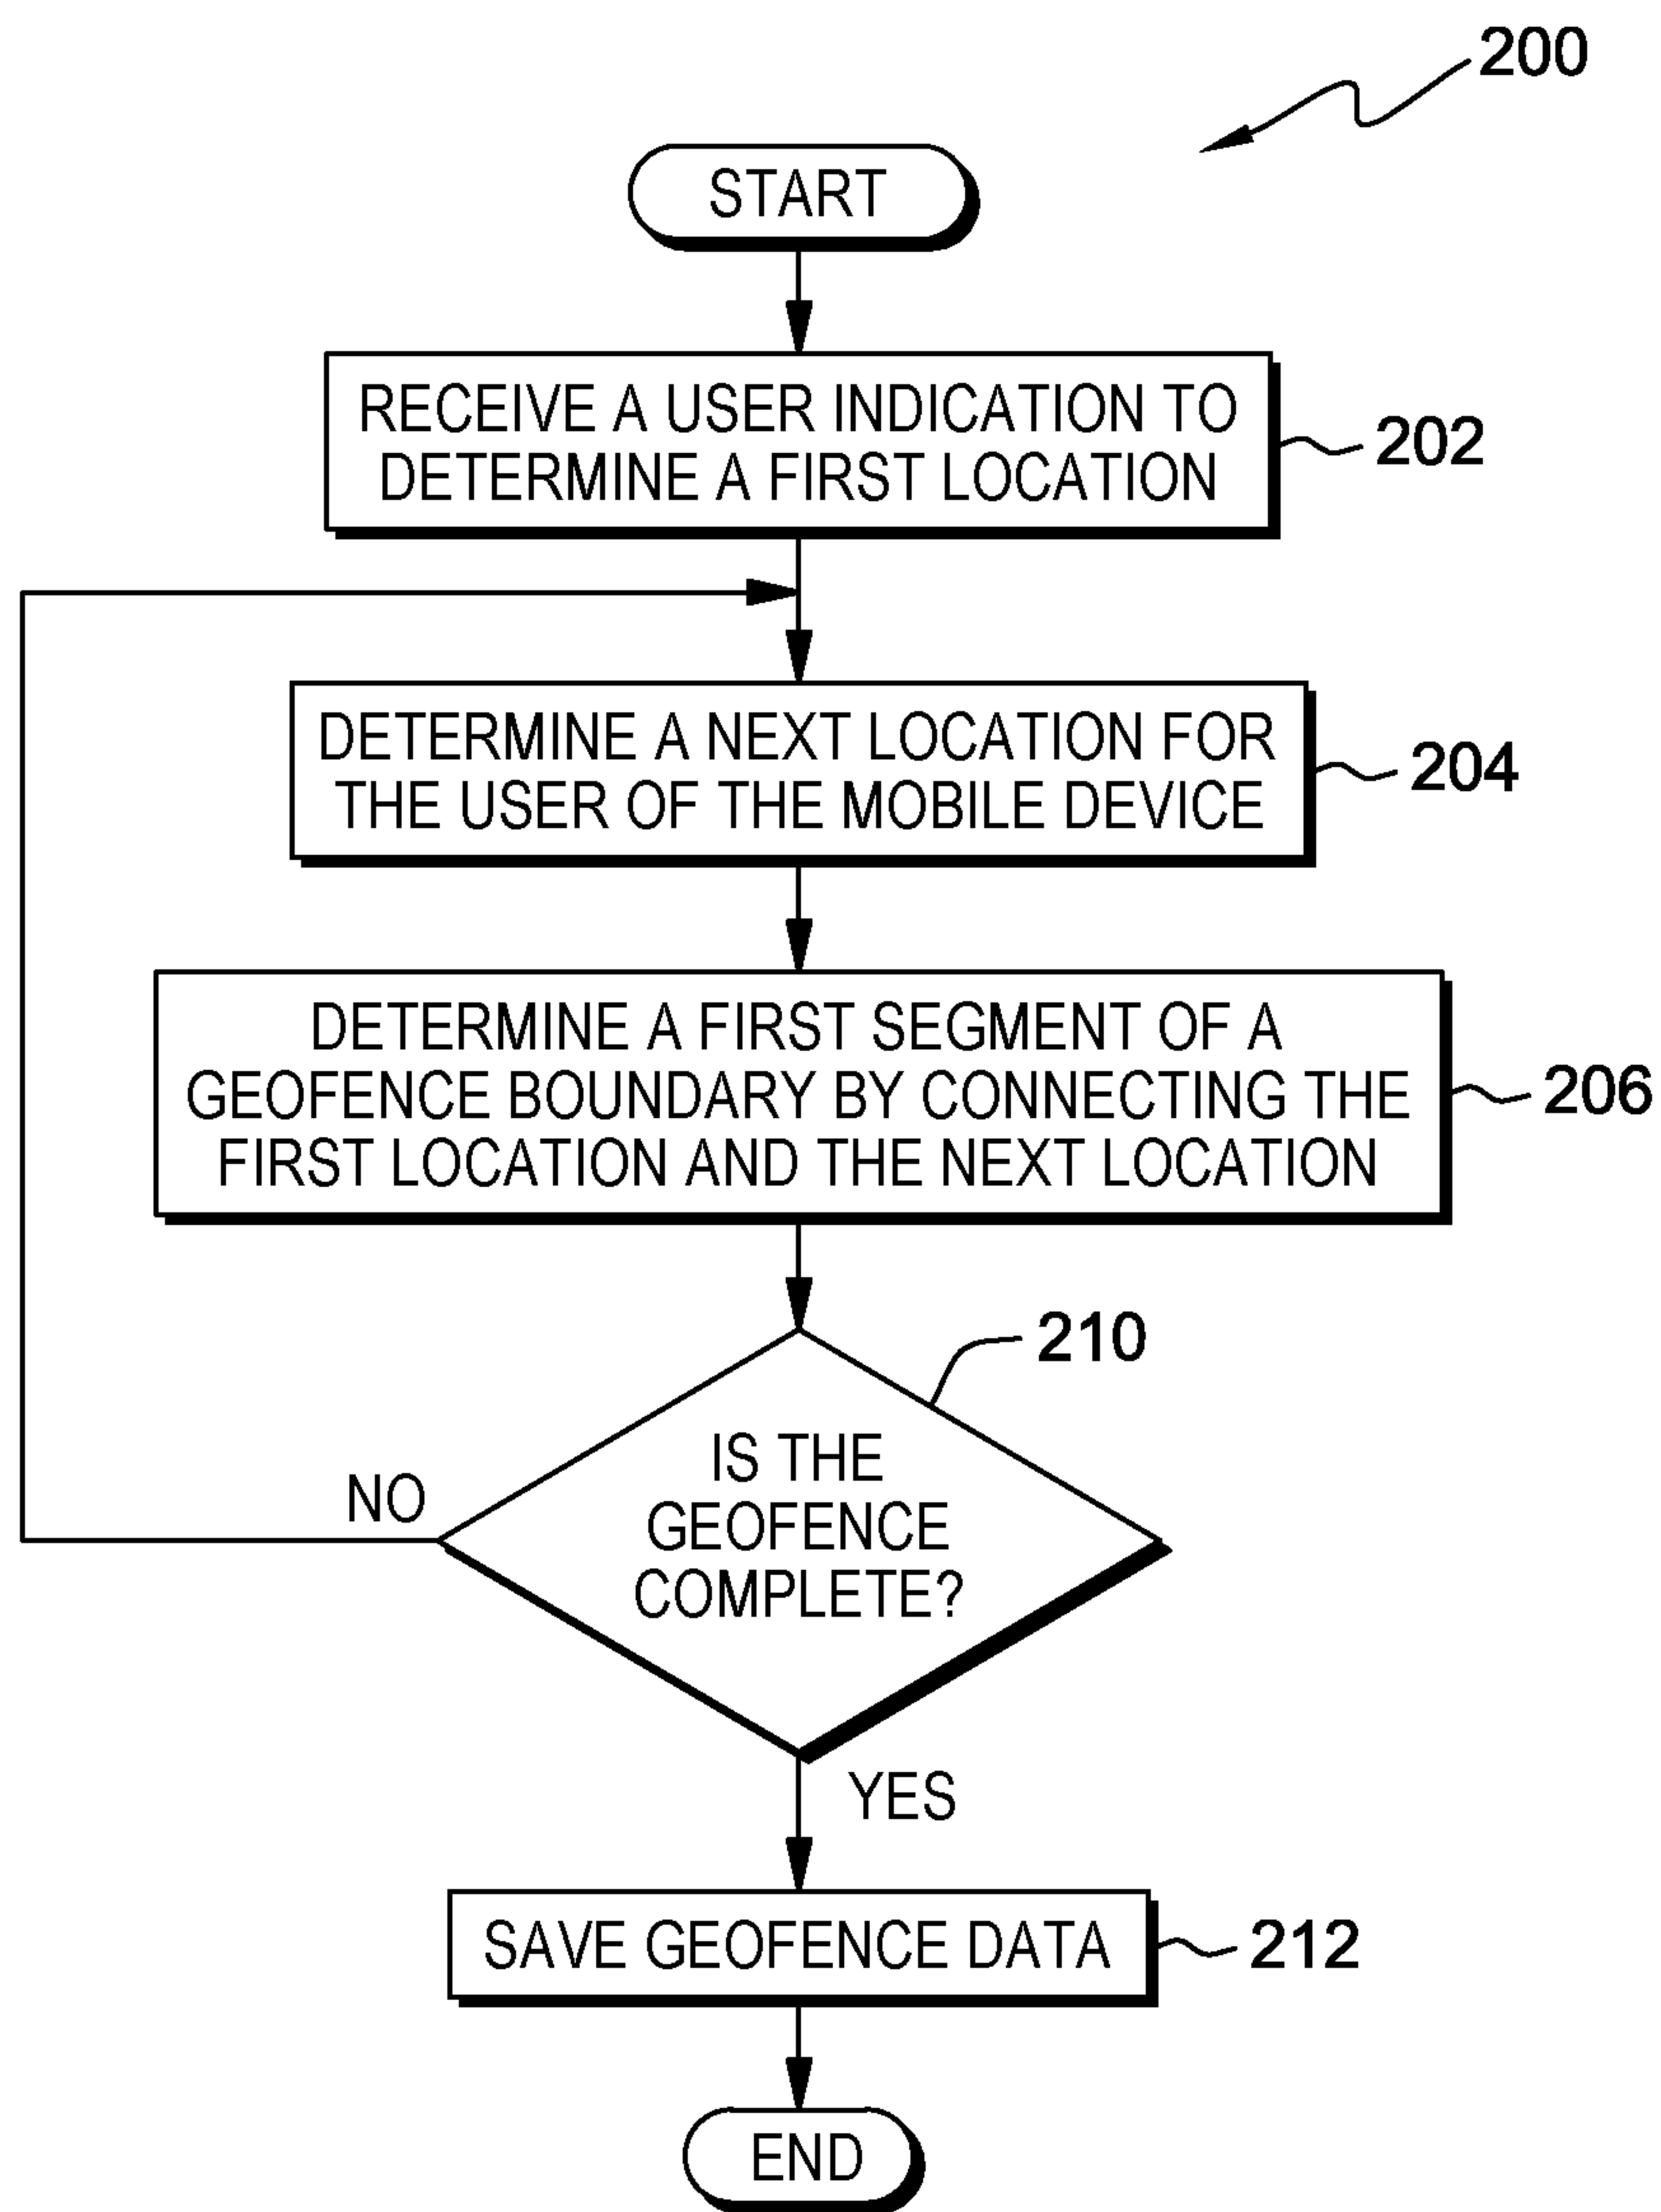 200
START
RECEIVE A USER INDICATION TO
DETERMINE A FIRST LOCATION
202
DETERMINE A NEXT LOCATION FOR
THE USER OF THE MOBILE DEVICE
204
DETERMINE A FIRST SEGMENT OF A
GEOFENCE BOUNDARY BY CONNECTING THE
FIRST LOCATION AND THE NEXT LOCATION
206
210
IS THE
GEOFENCE
COMPLETE?
NO
YES
SAVE GEOFENCE DATA
212
END